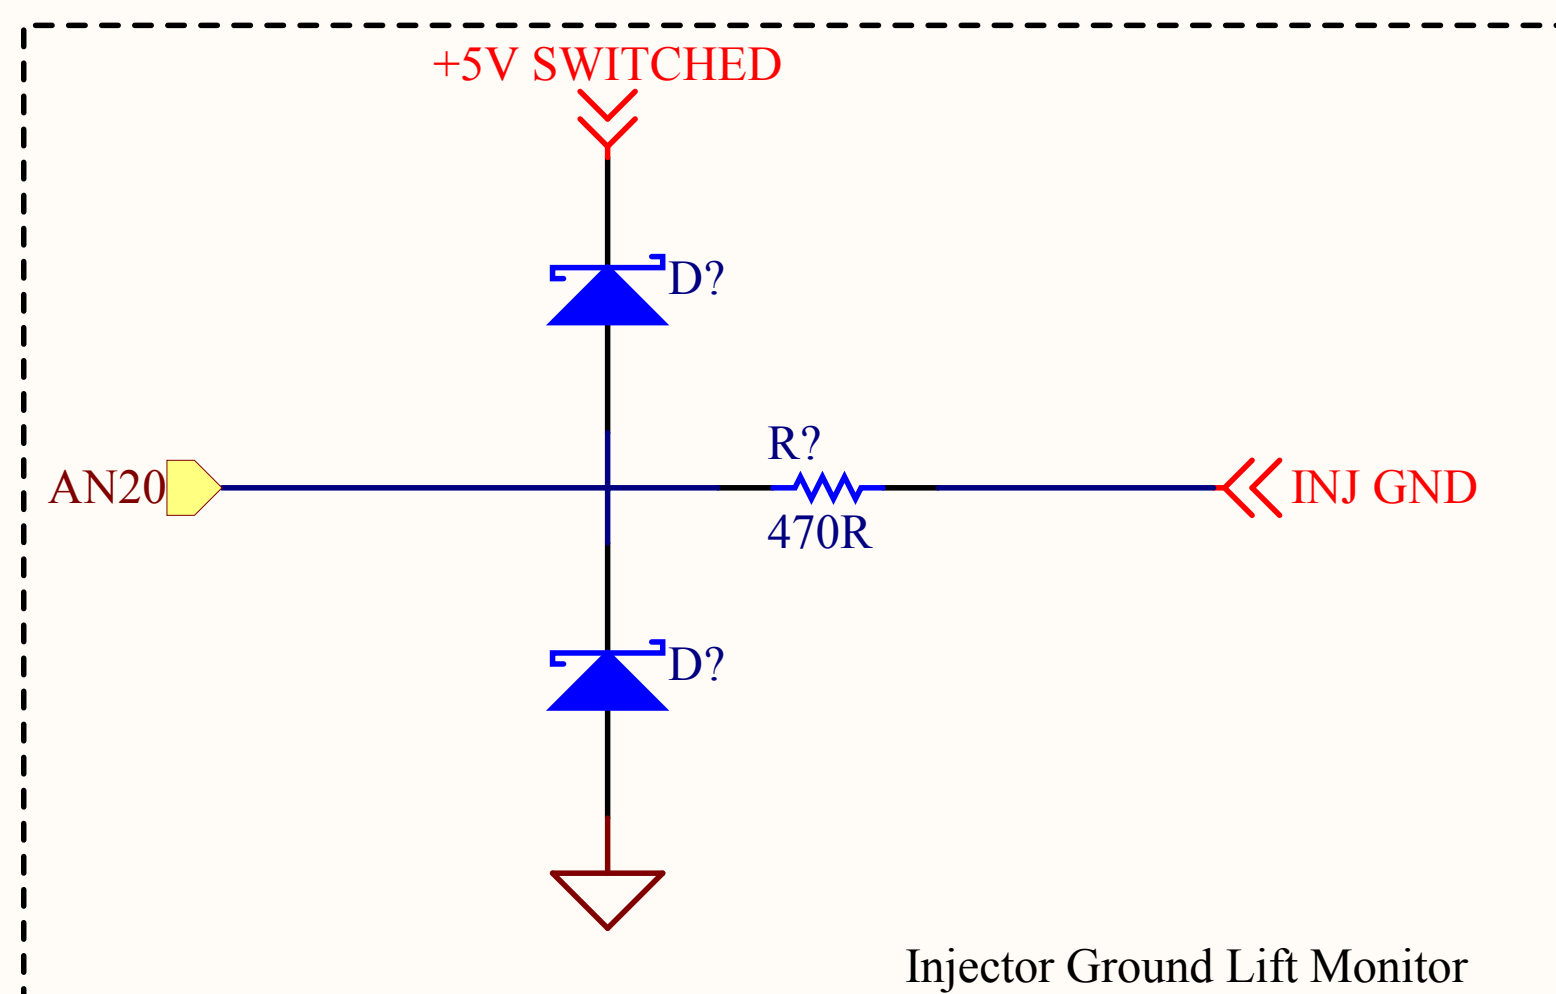 +5V SWITCHED
D?
R?
AN20
INJ GND
470R
D?
Injector Ground Lift Monitor